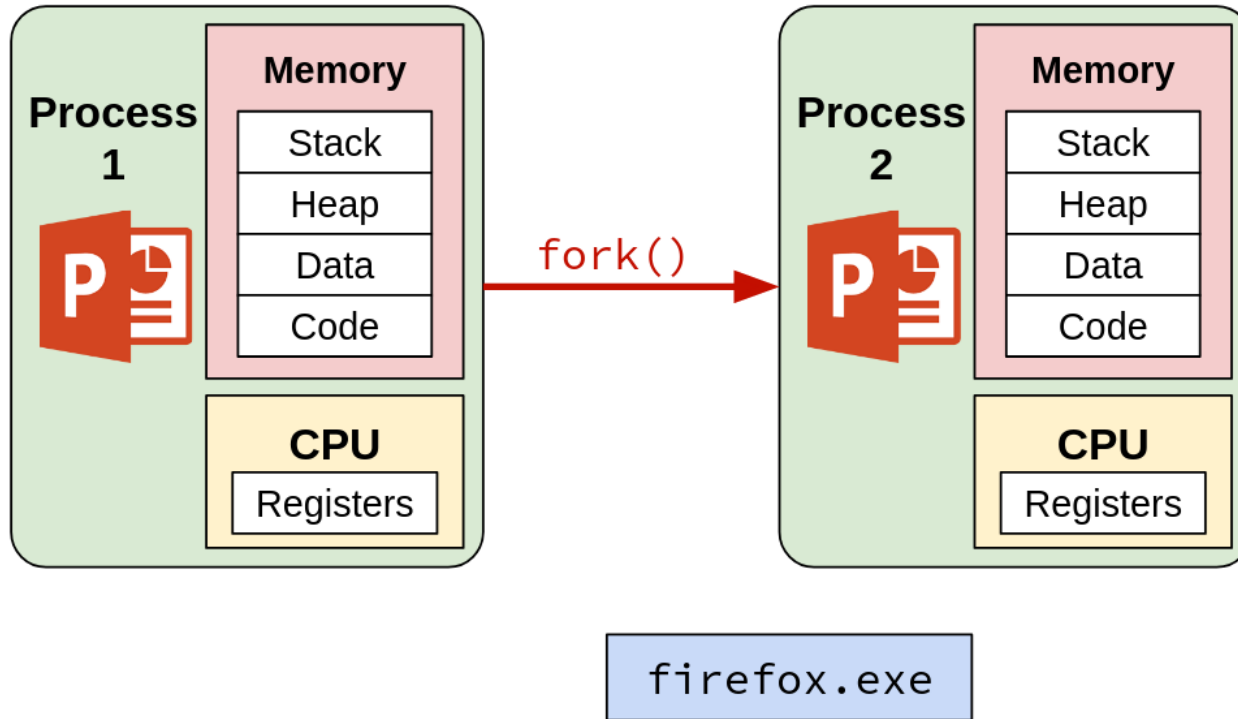 Process
1
P
Memory
Stack
Heap
Data
Code
CPU
Registers
fork()
Process
2
P
Memory
Stack
Heap
Data
Code
CPU
Registers
firefox.exe